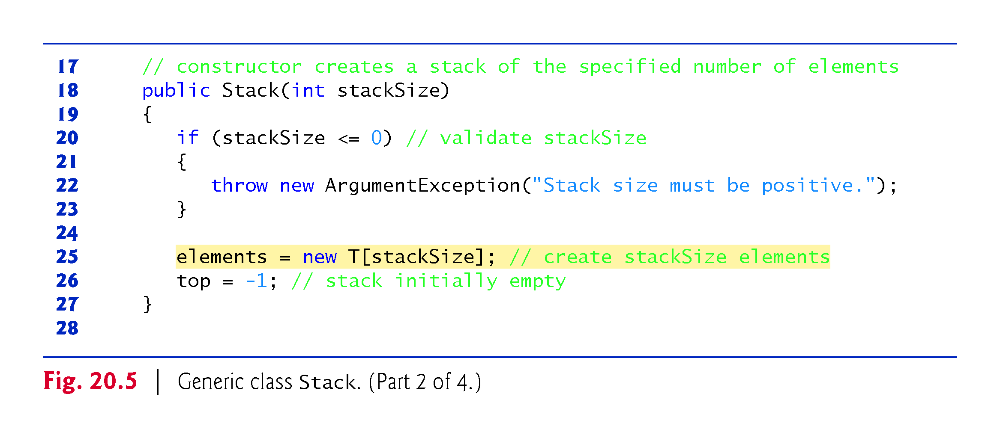 17 // constructor creates a stack of the specified number of elements
18 public Stack(int stackSize)
19 {
20 if (stackSize <= 0) // validate stackSize
21 {
22 throw new ArgumentException("Stack size must be positive.");
23 }
24
25 elements = new T[stackSize]; // create stackSize elements
26 top = -1; // stack initially empty
27 }
28
Fig. 20.5 | Generic class Stack. (Part 2 of 4.)